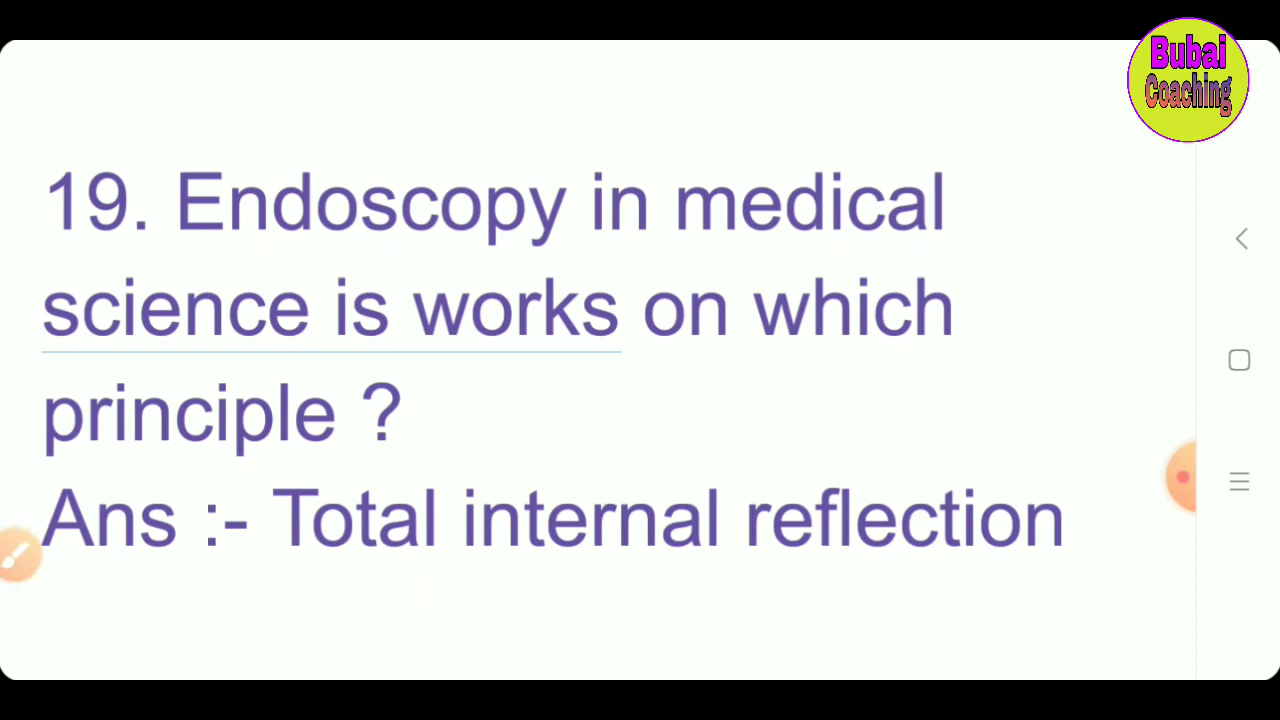 Bubai
Coaching
19. Endoscopy in medical
science is works on which
principle ?
Ans :- Total internal reflection